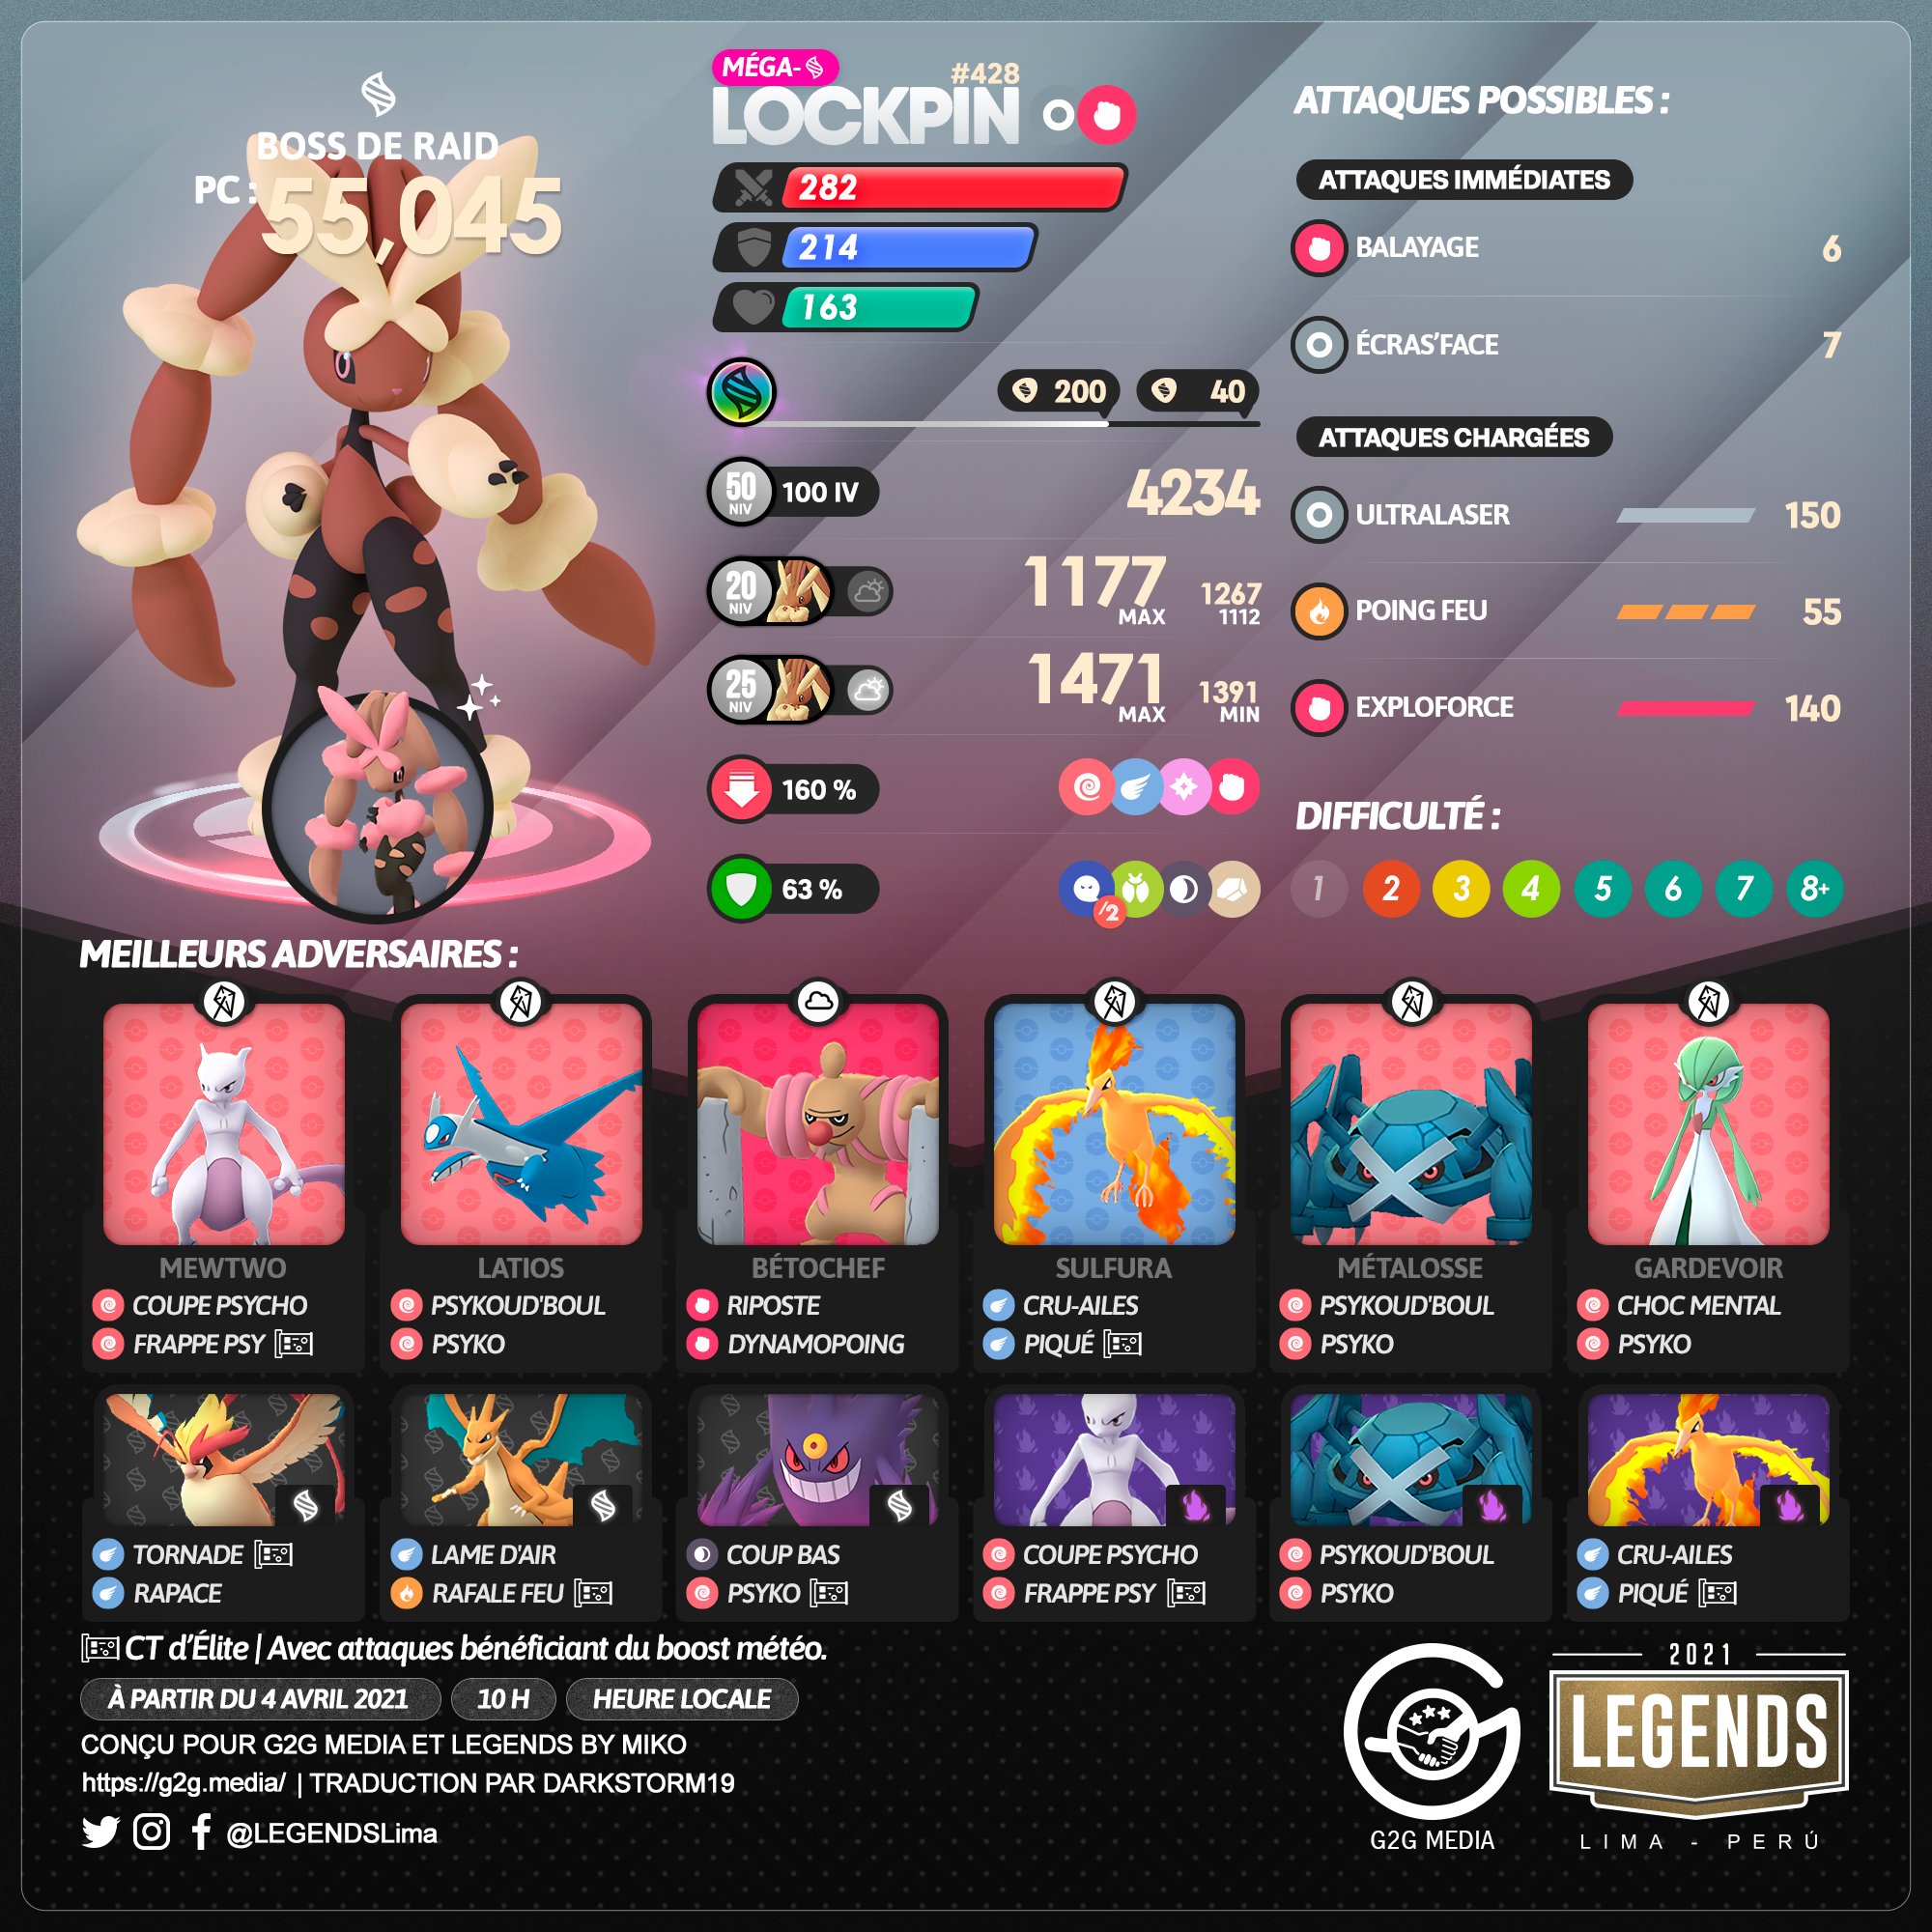 BOSS DE RAID
PC : 55,045
MÉGA-
#428
LOCKPIN
282
214
163
200 40
50 NIV 100 IV 4234
20 NIV 1177 MAX 1267 1112
25 NIV 1471 MAX 1391 MIN
160 %
63 %
/2
ATTAQUES POSSIBLES :
ATTAQUES IMMÉDIATES
BALAYAGE 6
ÉCRAS’FACE 7
ATTAQUES CHARGÉES
ULTRALASER 150
POING FEU 55
EXPLOFORCE 140
DIFFICULTÉ :
1 2 3 4 5 6 7 8+
MEILLEURS ADVERSAIRES :
MEWTWO
COUPE PSYCHO
FRAPPE PSY
LATIOS
PSYKOUD'BOUL
PSYKO
BÉTOCHEF
RIPOSTE
DYNAMOPOING
SULFURA
CRU-AILES
PIQUÉ
MÉTALOSSE
PSYKOUD'BOUL
PSYKO
GARDEVOIR
CHOC MENTAL
PSYKO
TORNADE
RAPACE
LAME D'AIR
RAFALE FEU
COUP BAS
PSYKO
COUPE PSYCHO
FRAPPE PSY
PSYKOUD'BOUL
PSYKO
CRU-AILES
PIQUÉ
CT d’Élite | Avec attaques bénéficiant du boost météo.
À PARTIR DU 4 AVRIL 2021 10 H HEURE LOCALE
CONÇU POUR G2G MEDIA ET LEGENDS BY MIKO
https://g2g.media/ | TRADUCTION PAR DARKSTORM19
@LEGENDSLima
G2G MEDIA
2021
LEGENDS
LIMA - PERÚ